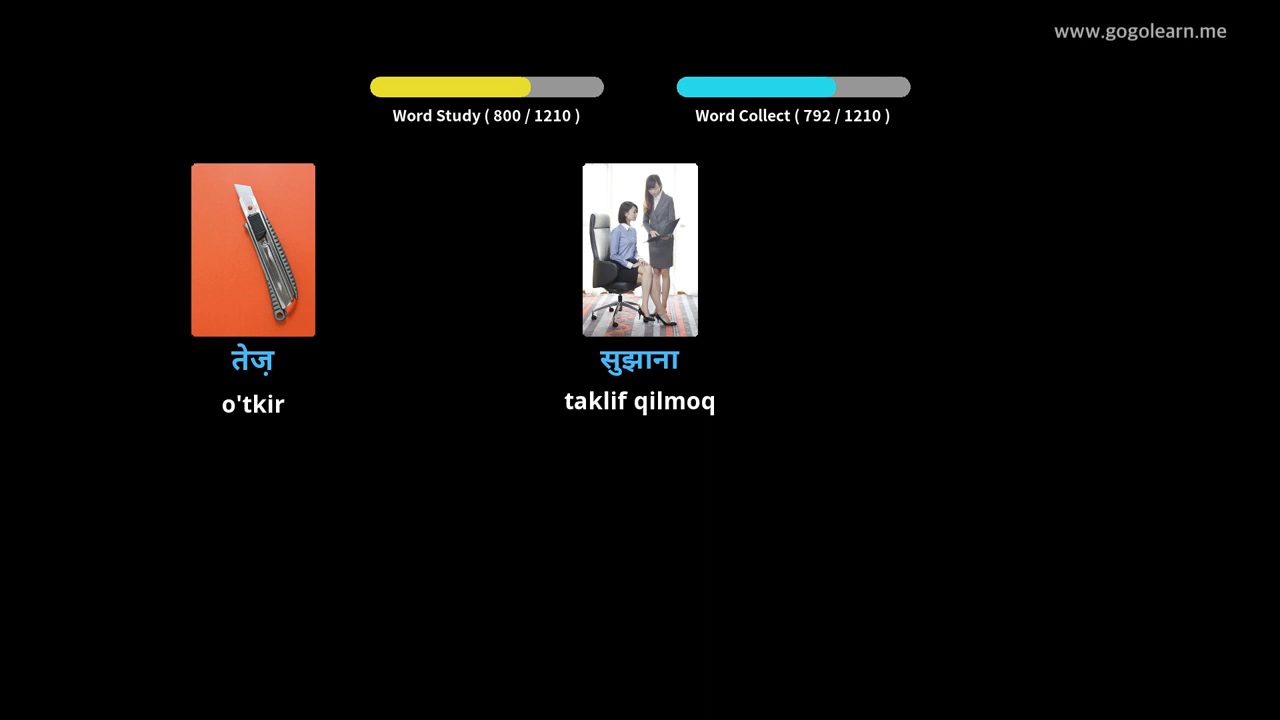 www.gogolearn.me
Word Study ( 800 / 1210 )
Word Collect ( 792 / 1210 )
तेज़
सुझाना
o'tkir
taklif qilmoq